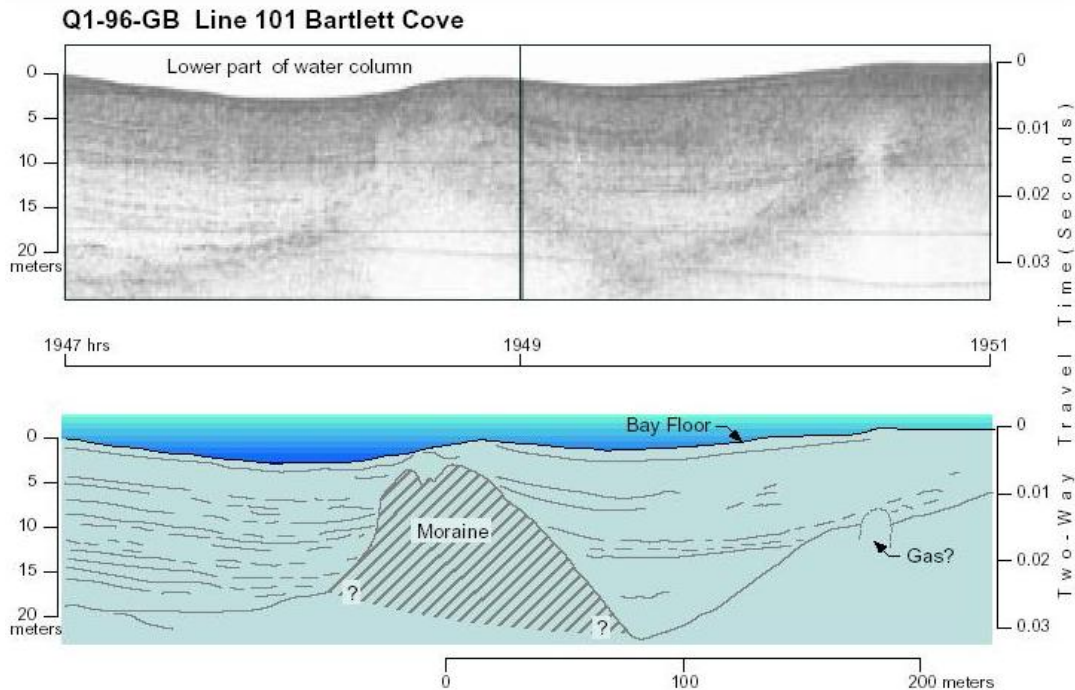 Q1-96-GB Line 101 Bartlett Cove
Lower part of water column
0
5
10
15
20
meters
0
0.01
0.02
0.03
Two-Way Travel Time(Seconds)
1947 hrs
1949
1951
Bay Floor
0
5
10
15
20
meters
Moraine
?
?
Gas?
0
0.01
0.02
0.03
0
100
200 meters